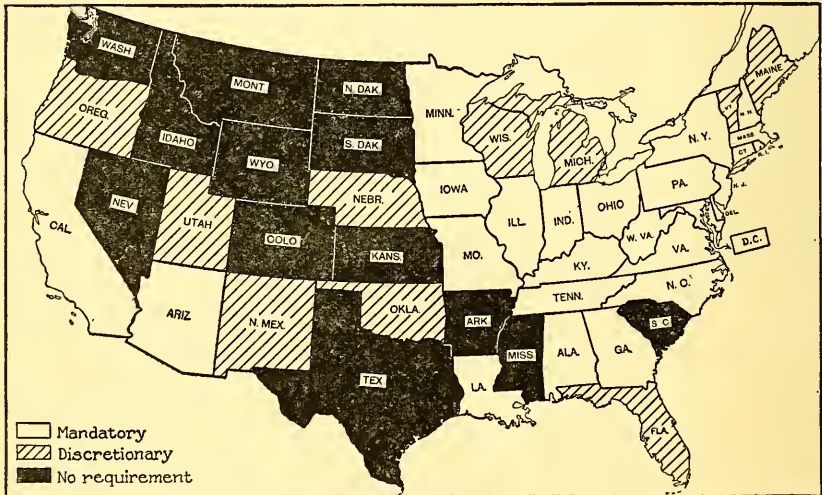 WASH
MONT
N. DAK
MINN.
MAINE
OREG.
IDAHO
S. DAK
WIS.
VT.
N. H.
WYO
MICH.
N. Y.
MASS
CT
R. I.
NEV
NEBR.
IOWA
PA.
N. J.
UTAH
ILL.
IND.
OHIO
DEL.
CAL.
COLO
KANS.
MO.
W. VA.
VA.
D.C.
KY.
N. C.
ARIZ
N. MEX.
OKLA.
ARK
TENN.
S C
TEX
MISS
ALA.
GA.
LA.
FLA.
Mandatory
Discretionary
No requirement